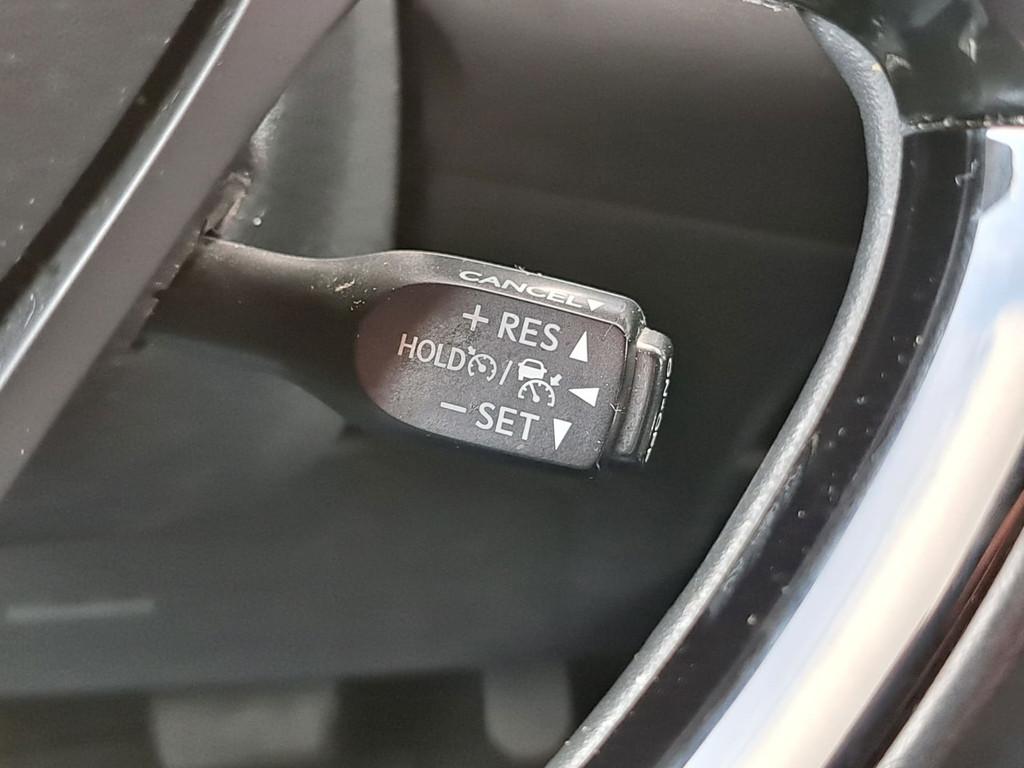 CANCEL▼
+ RES ▲
HOLD / ◀
– SET ▼